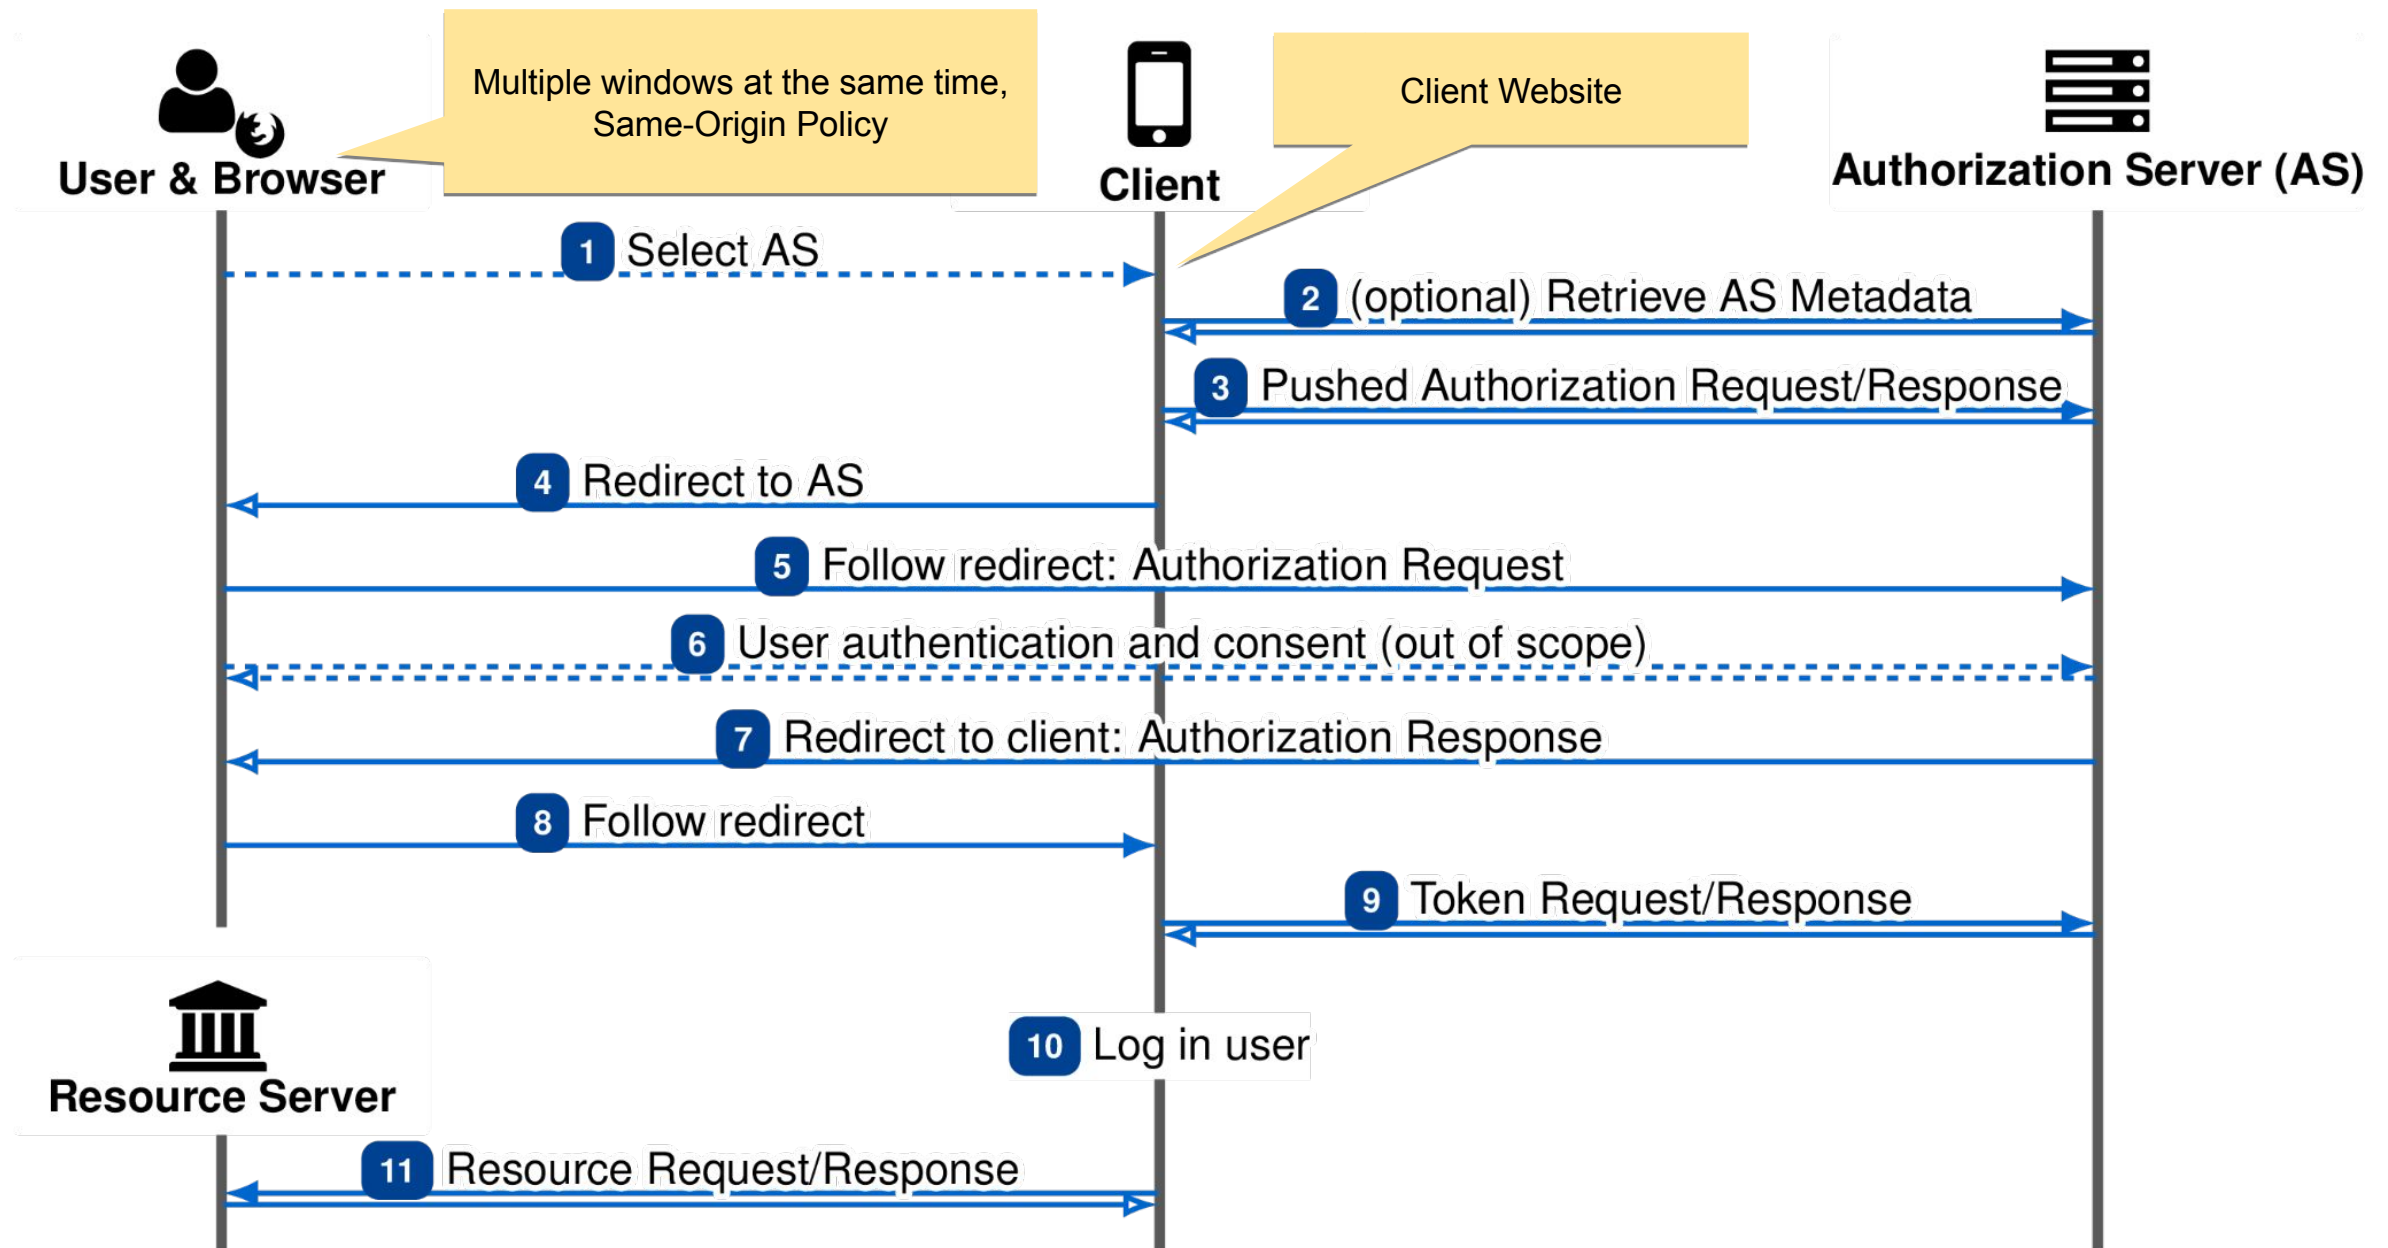 Multiple windows at the same time,
Same-Origin Policy
Client Website
User & Browser
Client
Authorization Server (AS)
1 Select AS
2 (optional) Retrieve AS Metadata
3 Pushed Authorization Request/Response
4 Redirect to AS
5 Follow redirect: Authorization Request
6 User authentication and consent (out of scope)
7 Redirect to client: Authorization Response
8 Follow redirect
9 Token Request/Response
10 Log in user
Resource Server
11 Resource Request/Response